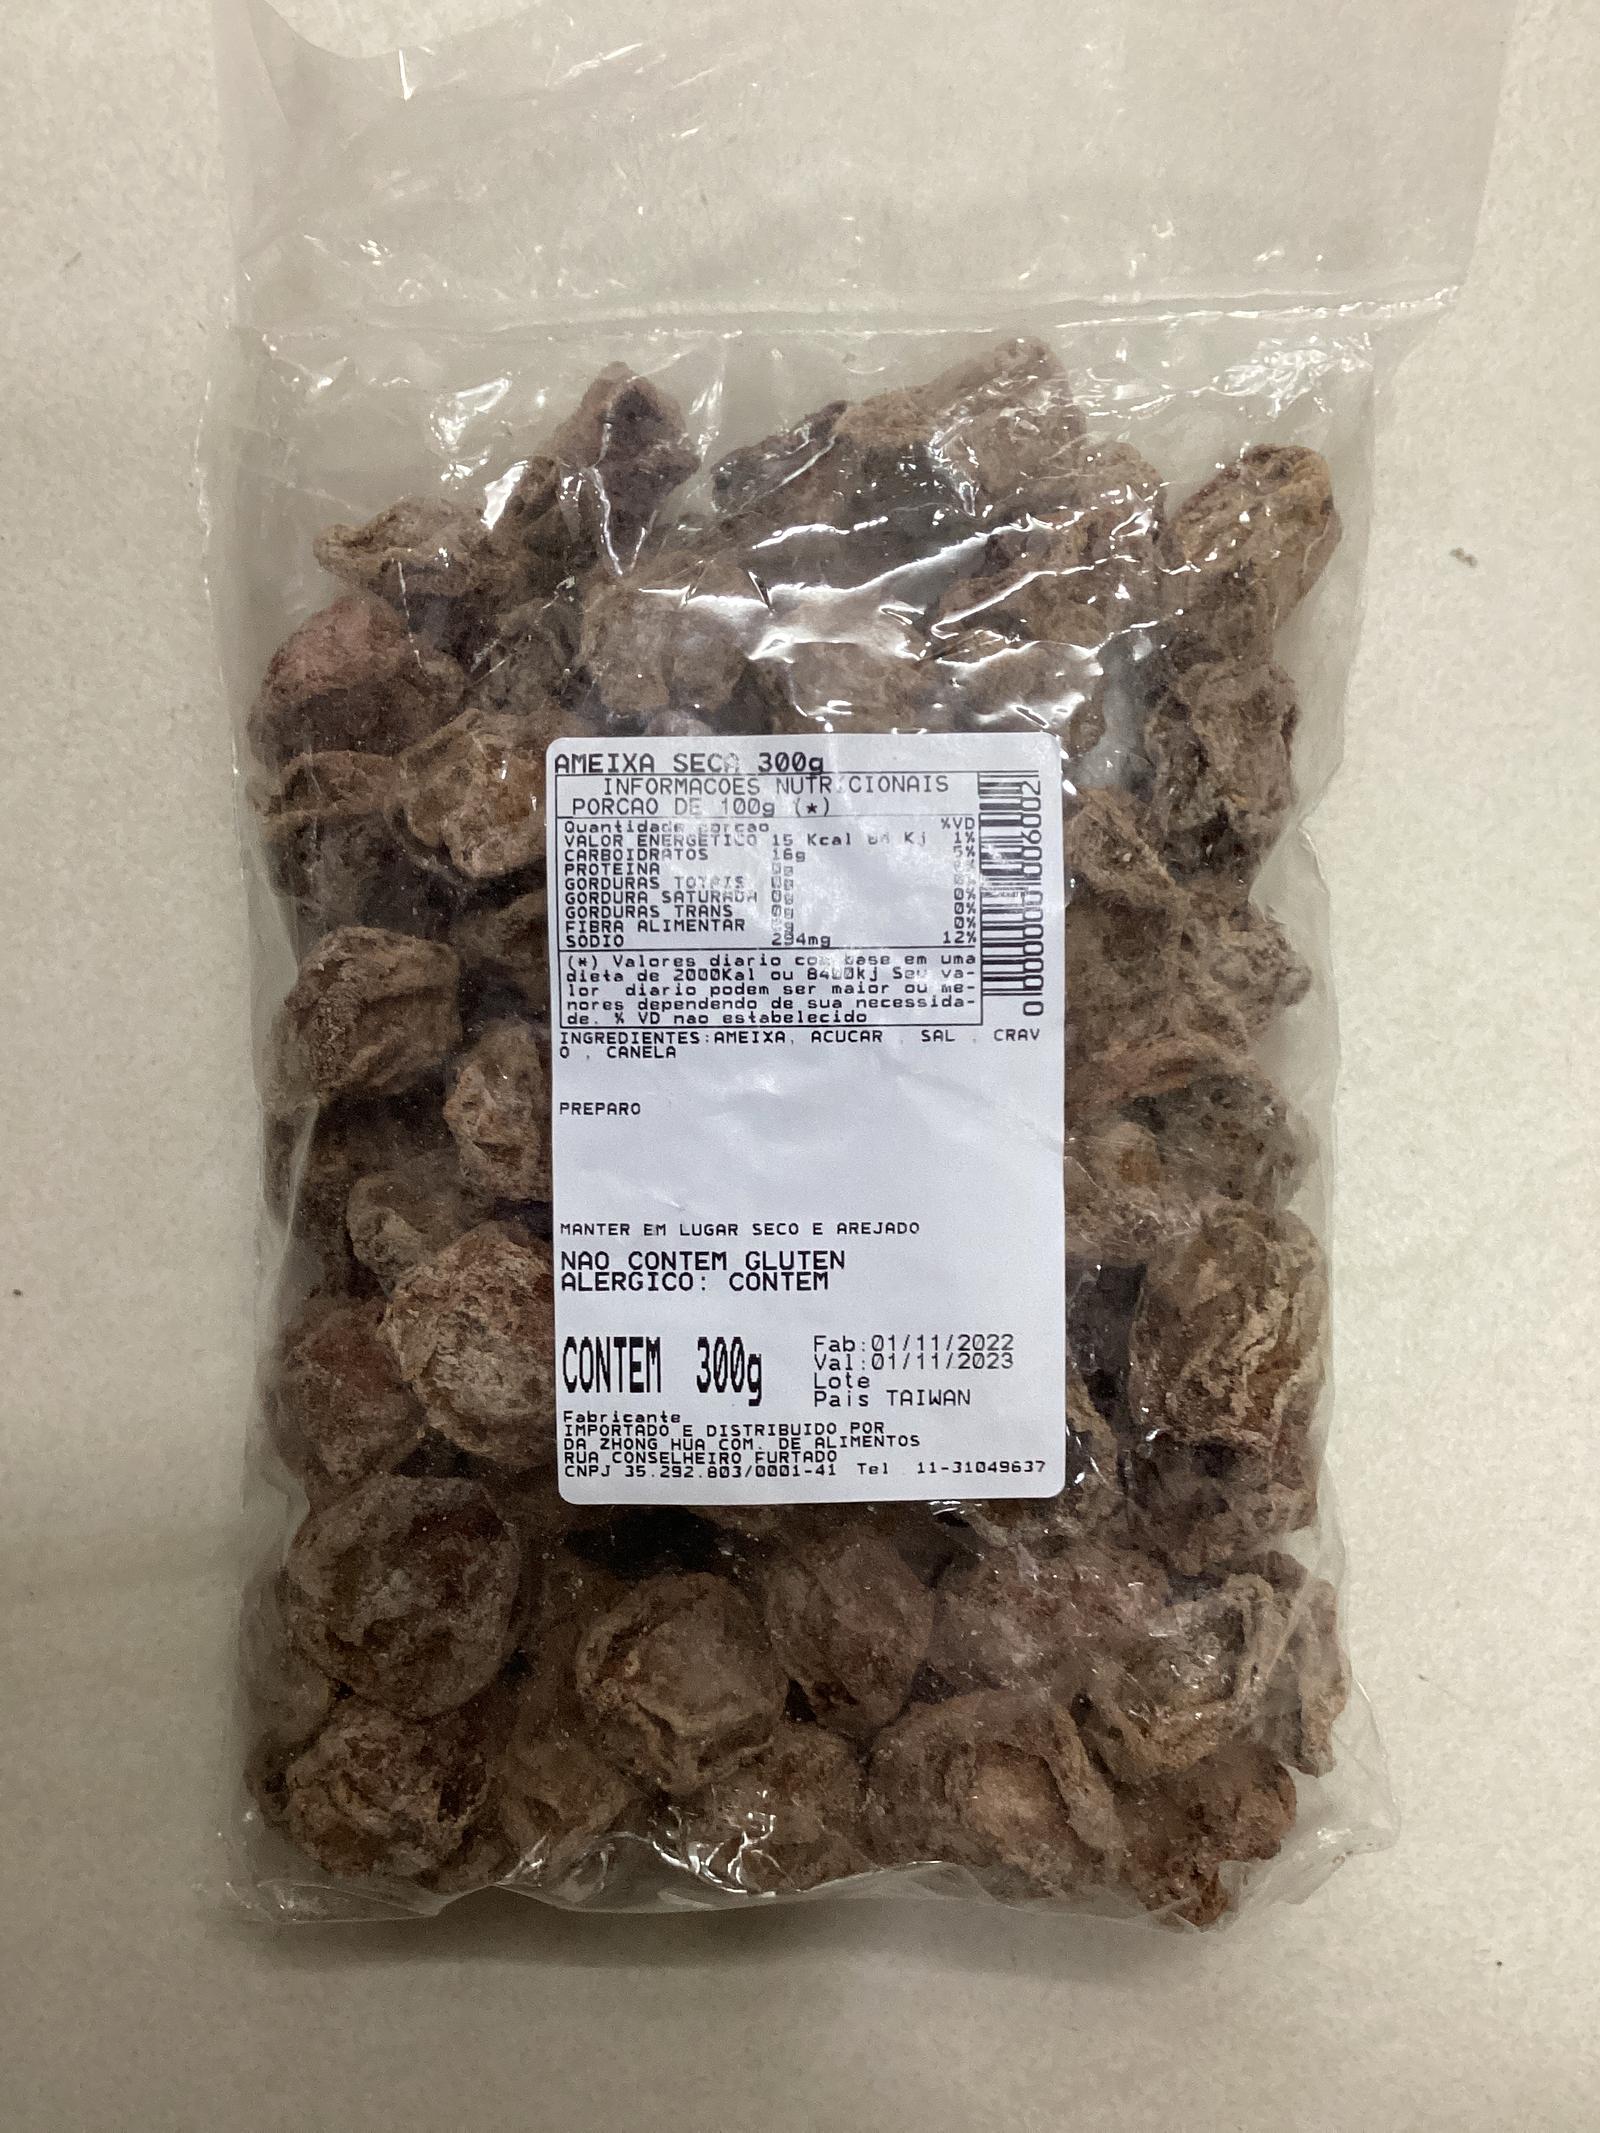 AMEIXA SECA 300g
INFORMACOES NUTRICIONAIS
PORCAO DE 100g (*)
Quantidade porcao %VD
VALOR ENERGETICO 15 Kcal Kj 1%
CARBOIDRATOS 16g 5%
PROTEINA 0g
GORDURAS TOTAIS 0g
GORDURA SATURADA 0g 0%
GORDURAS TRANS 0g 0%
FIBRA ALIMENTAR 0%
SODIO 294mg 12%
(*) Valores diario com base em uma
dieta de 2000Kal ou 8400kj Seu va-
lor diario podem ser maior ou me-
nores dependendo de sua necessida-
de. % VD nao estabelecido
INGREDIENTES:AMEIXA, ACUCAR , SAL , CRAV
O , CANELA
PREPARO
MANTER EM LUGAR SECO E AREJADO
NAO CONTEM GLUTEN
ALERGICO: CONTEM
CONTEM 300g
Fab:01/11/2022
Val:01/11/2023
Lote
Pais TAIWAN
Fabricante
IMPORTADO E DISTRIBUIDO POR
DA ZHONG HUA COM. DE ALIMENTOS
RUA CONSELHEIRO FURTADO
CNPJ 35.292.803/0001-41 Tel 11-31049637